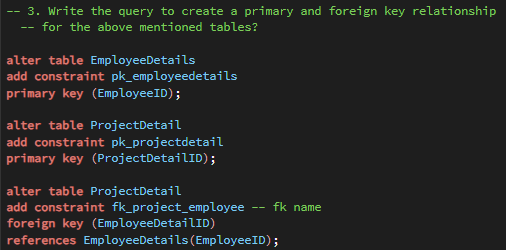 -- 3. Write the query to create a primary and foreign key relationship
-- for the above mentioned tables?
alter table EmployeeDetails
add constraint pk_employeedetails
primary key (EmployeeID);
alter table ProjectDetail
add constraint pk_projectdetail
primary key (ProjectDetailID);
alter table ProjectDetail
add constraint fk_project_employee -- fk name
foreign key (EmployeeDetailID)
references EmployeeDetails(EmployeeID);